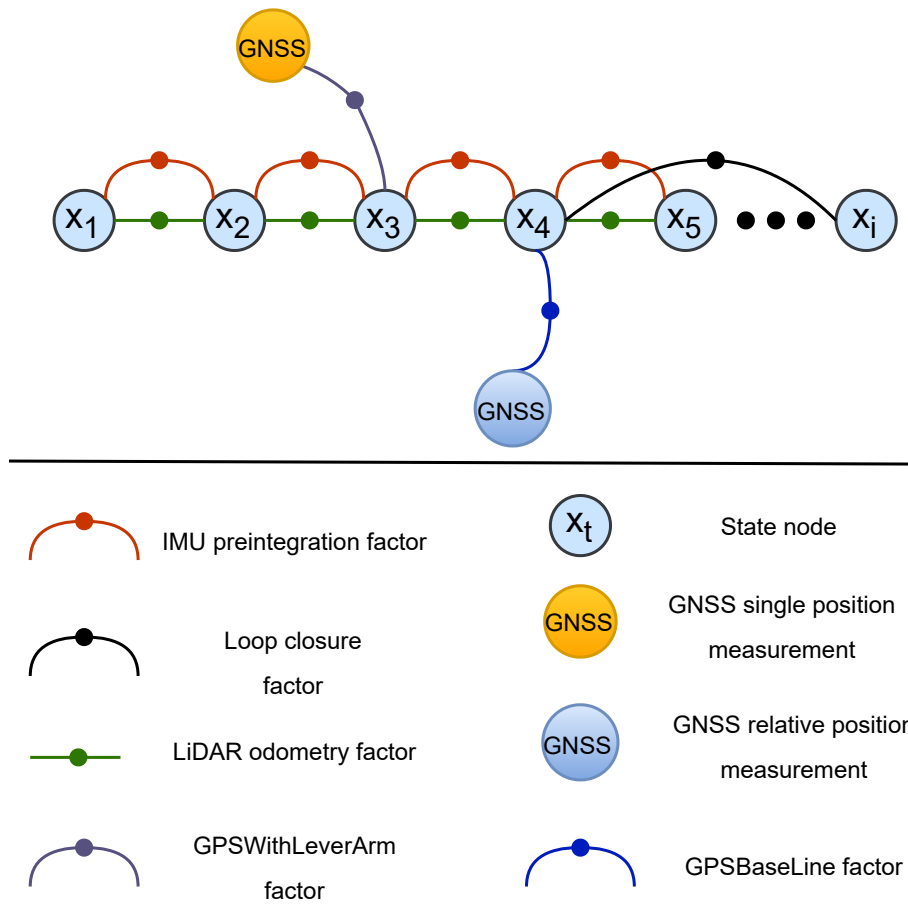 GNSS
x1 x2 x3 x4 x5 xi
GNSS
IMU preintegration factor
xt
State node
GNSS
GNSS single position
measurement
Loop closure
factor
GNSS
GNSS relative position
measurement
LiDAR odometry factor
GPSWithLeverArm
factor
GPSBaseLine factor